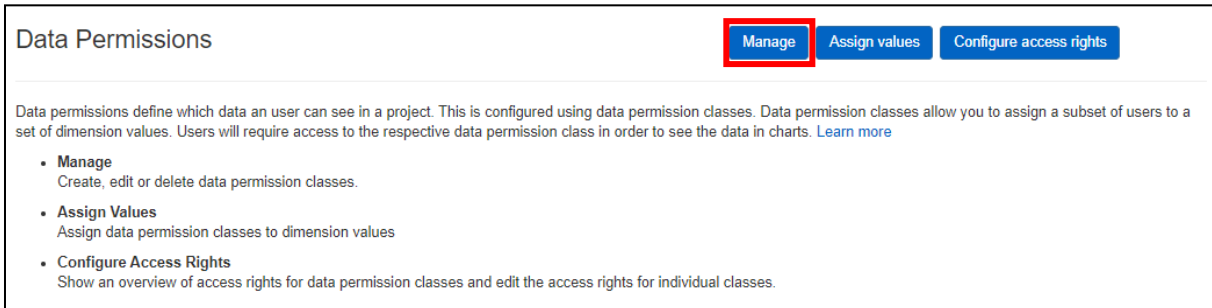 Data Permissions
Manage
Assign values
Configure access rights
Data permissions define which data an user can see in a project. This is configured using data permission classes. Data permission classes allow you to assign a subset of users to a
set of dimension values. Users will require access to the respective data permission class in order to see the data in charts. Learn more
• Manage
Create, edit or delete data permission classes.
• Assign Values
Assign data permission classes to dimension values
• Configure Access Rights
Show an overview of access rights for data permission classes and edit the access rights for individual classes.